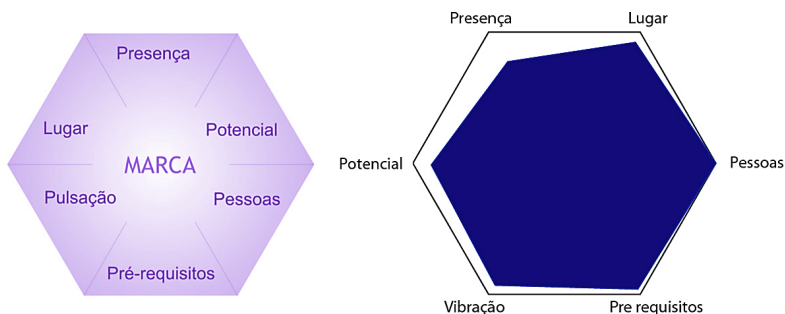 Presença
Lugar
Potencial
MARCA
Pulsação
Pessoas
Pré-requisitos
Presença
Lugar
Potencial
Pessoas
Vibração
Pre requisitos